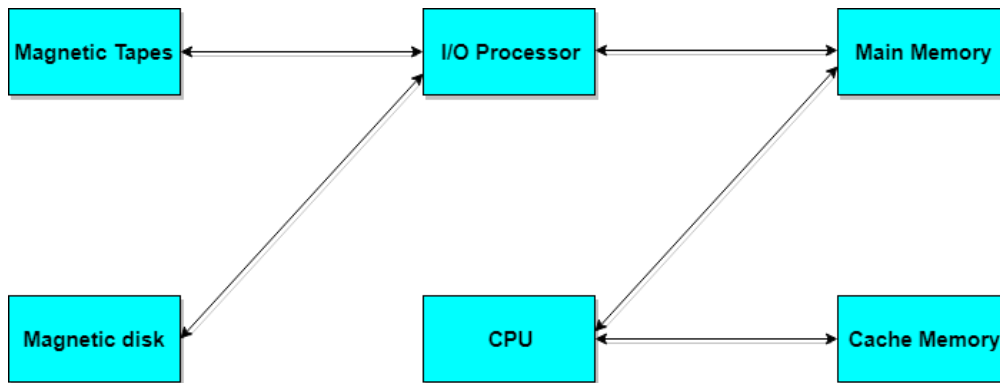 Magnetic Tapes
I/O Processor
Main Memory
Magnetic disk
CPU
Cache Memory